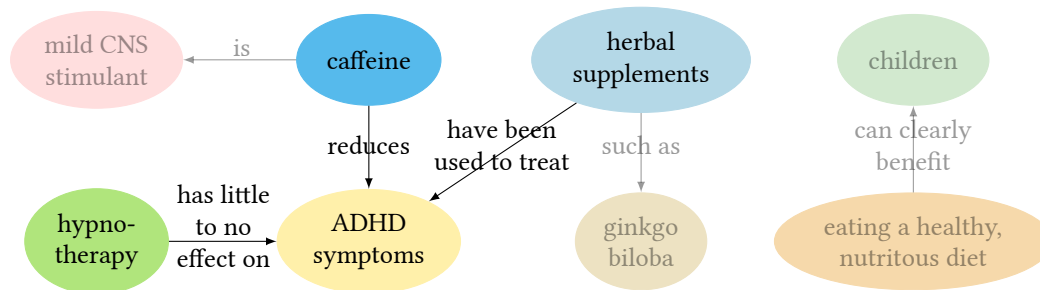 mild CNS
stimulant
is
caffeine
herbal
supplements
children
reduces
have been
used to treat
such as
can clearly
benefit
hypno-
therapy
has little
to no
effect on
ADHD
symptoms
ginkgo
biloba
eating a healthy,
nutritous diet